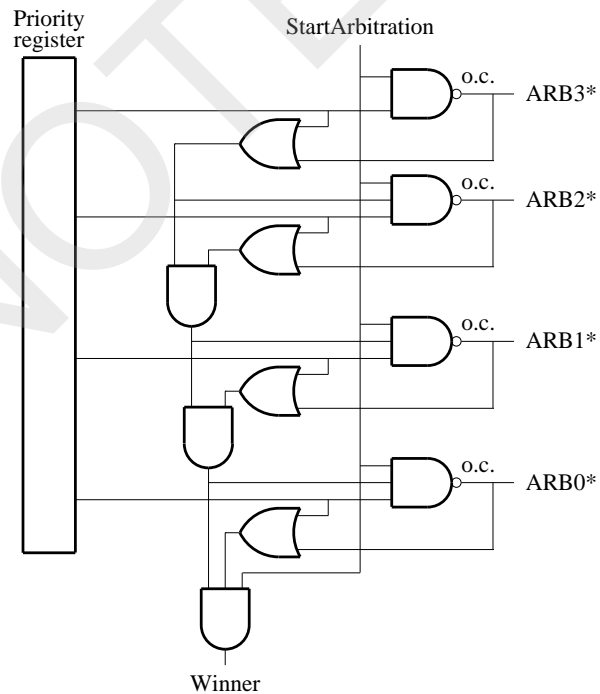 Priority
register
StartArbitration
o.c.
ARB3*
o.c.
ARB2*
o.c.
ARB1*
o.c.
ARB0*
Winner